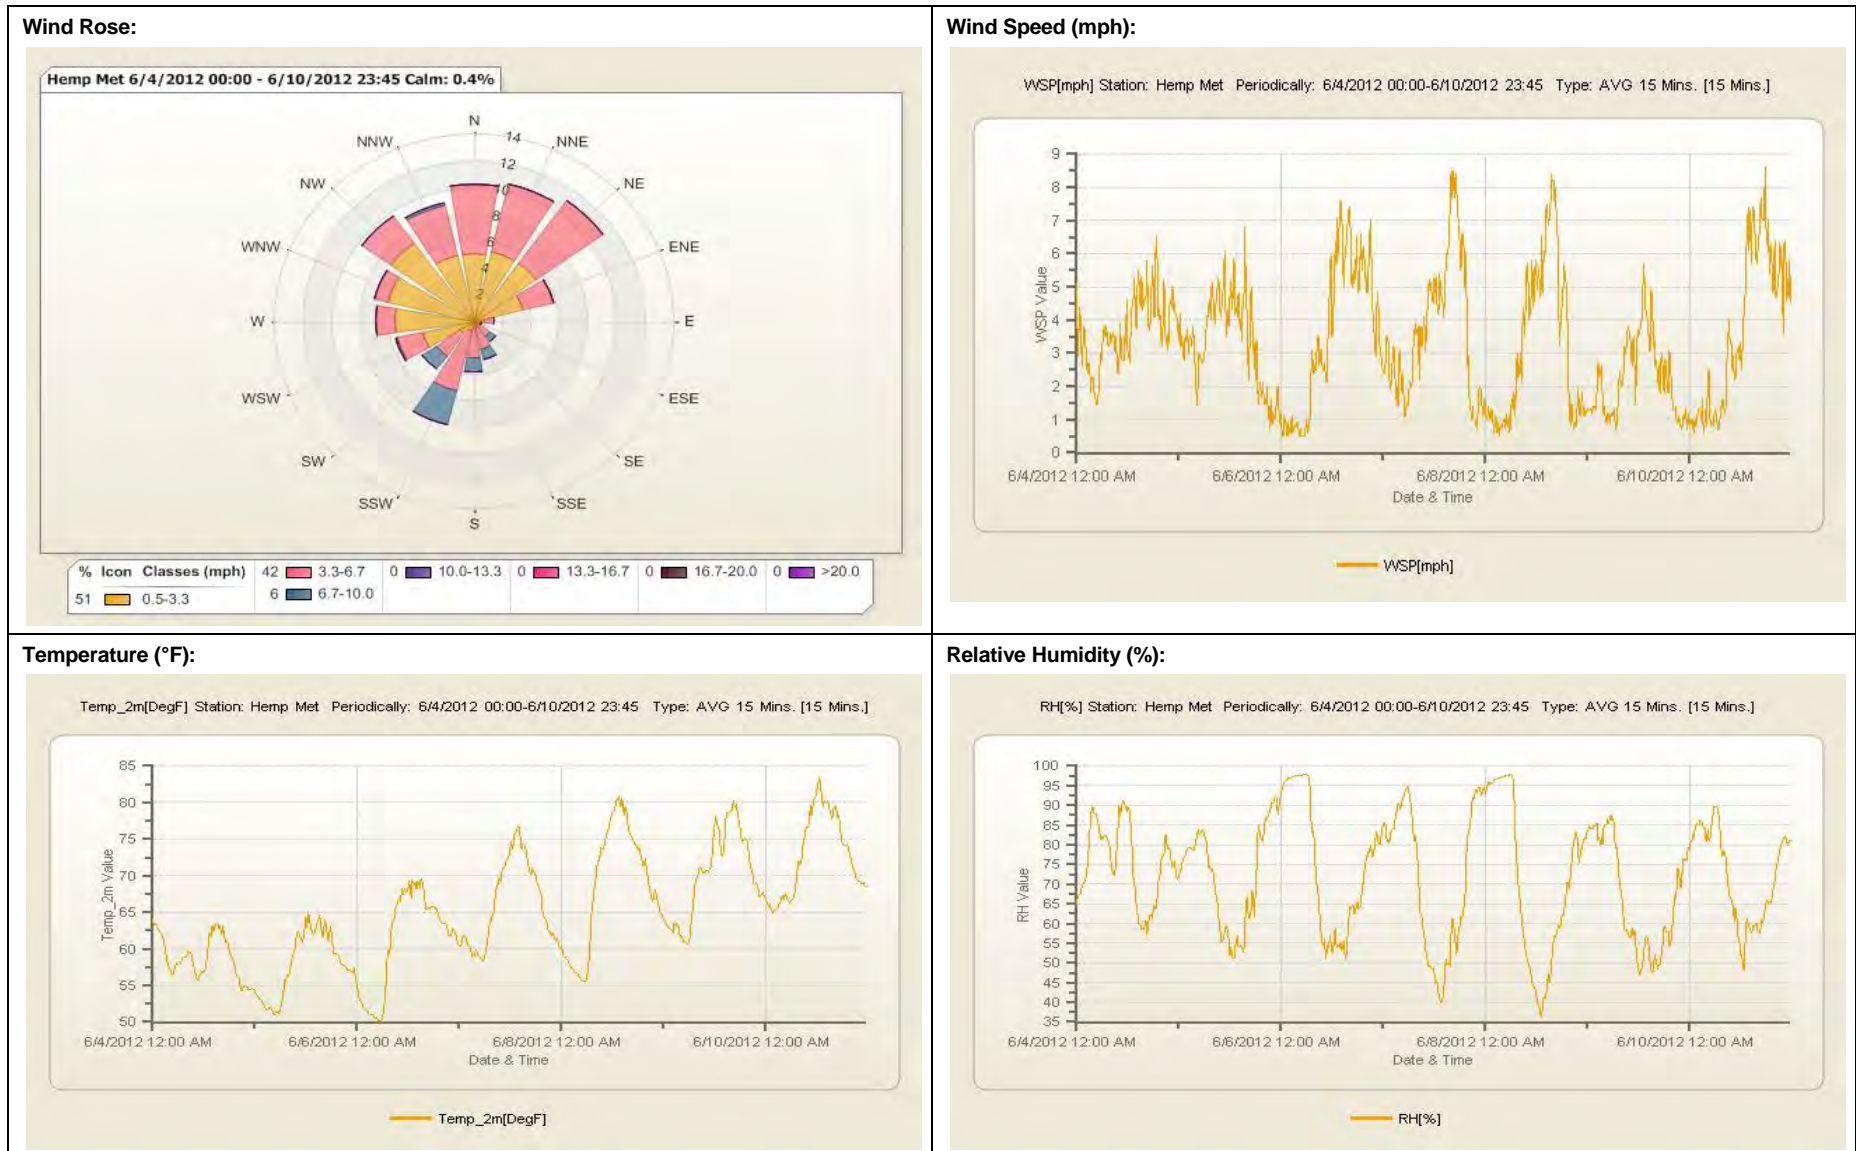 Wind Rose:
Hemp Met 6/4/2012 00:00 - 6/10/2012 23:45 Calm: 0.4%
N
NNW
14
NNE
12
NW
10
NE
8
WNW
6
ENE
4
2
W
E
WSW
ESE
SW
SE
SSW
SSE
S
% Icon Classes (mph) 42 3.3-6.7 0 10.0-13.3 0 13.3-16.7 0 16.7-20.0 0 >20.0
51 0.5-3.3 6 6.7-10.0
Wind Speed (mph):
WSP[mph] Station: Hemp Met Periodically: 6/4/2012 00:00-6/10/2012 23:45 Type: AVG 15 Mins. [15 Mins.]
9
8
7
6
5
4
3
2
1
0
WSP Value
6/4/2012 12:00 AM 6/6/2012 12:00 AM 6/8/2012 12:00 AM 6/10/2012 12:00 AM
Date & Time
WSP[mph]
Temperature (°F):
Temp_2m[DegF] Station: Hemp Met Periodically: 6/4/2012 00:00-6/10/2012 23:45 Type: AVG 15 Mins. [15 Mins.]
85
80
75
70
65
60
55
50
Temp_2m Value
6/4/2012 12:00 AM 6/6/2012 12:00 AM 6/8/2012 12:00 AM 6/10/2012 12:00 AM
Date & Time
Temp_2m[DegF]
Relative Humidity (%):
RH[%] Station: Hemp Met Periodically: 6/4/2012 00:00-6/10/2012 23:45 Type: AVG 15 Mins. [15 Mins.]
100
95
90
85
80
75
70
65
60
55
50
45
40
35
RH Value
6/4/2012 12:00 AM 6/6/2012 12:00 AM 6/8/2012 12:00 AM 6/10/2012 12:00 AM
Date & Time
RH[%]